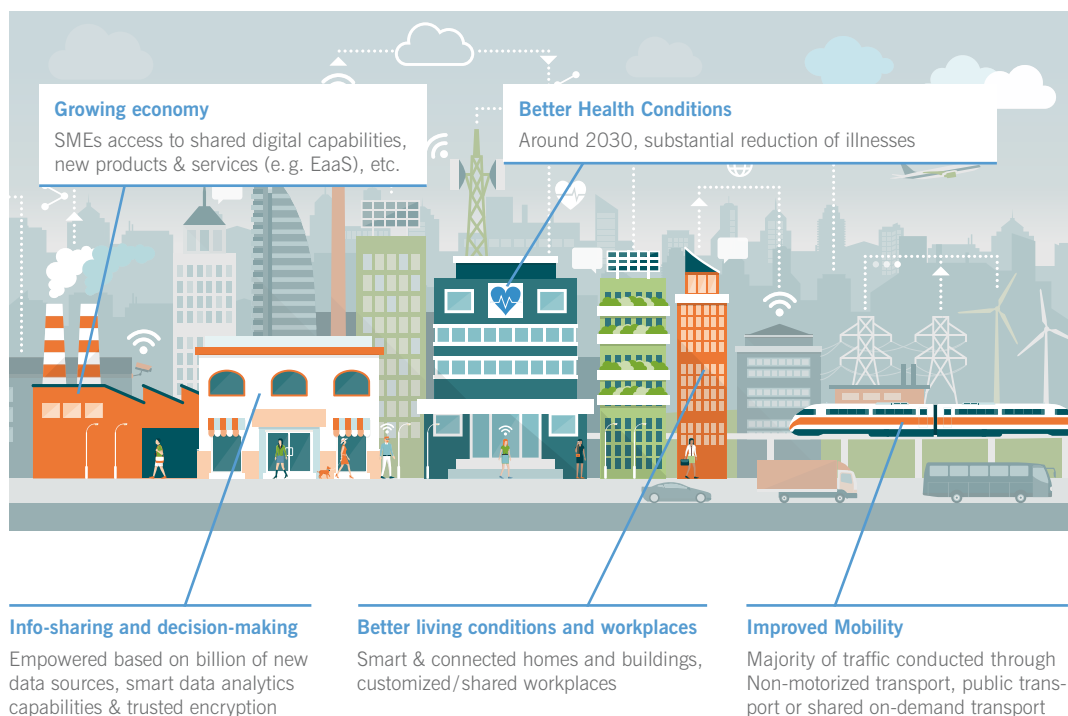 Growing economy
SMEs access to shared digital capabilities,
new products & services (e. g. EaaS), etc.
Better Health Conditions
Around 2030, substantial reduction of illnesses
Info-sharing and decision-making
Empowered based on billion of new
data sources, smart data analytics
capabilities & trusted encryption
Better living conditions and workplaces
Smart & connected homes and buildings,
customized/shared workplaces
Improved Mobility
Majority of traffic conducted through
Non-motorized transport, public trans-
port or shared on-demand transport